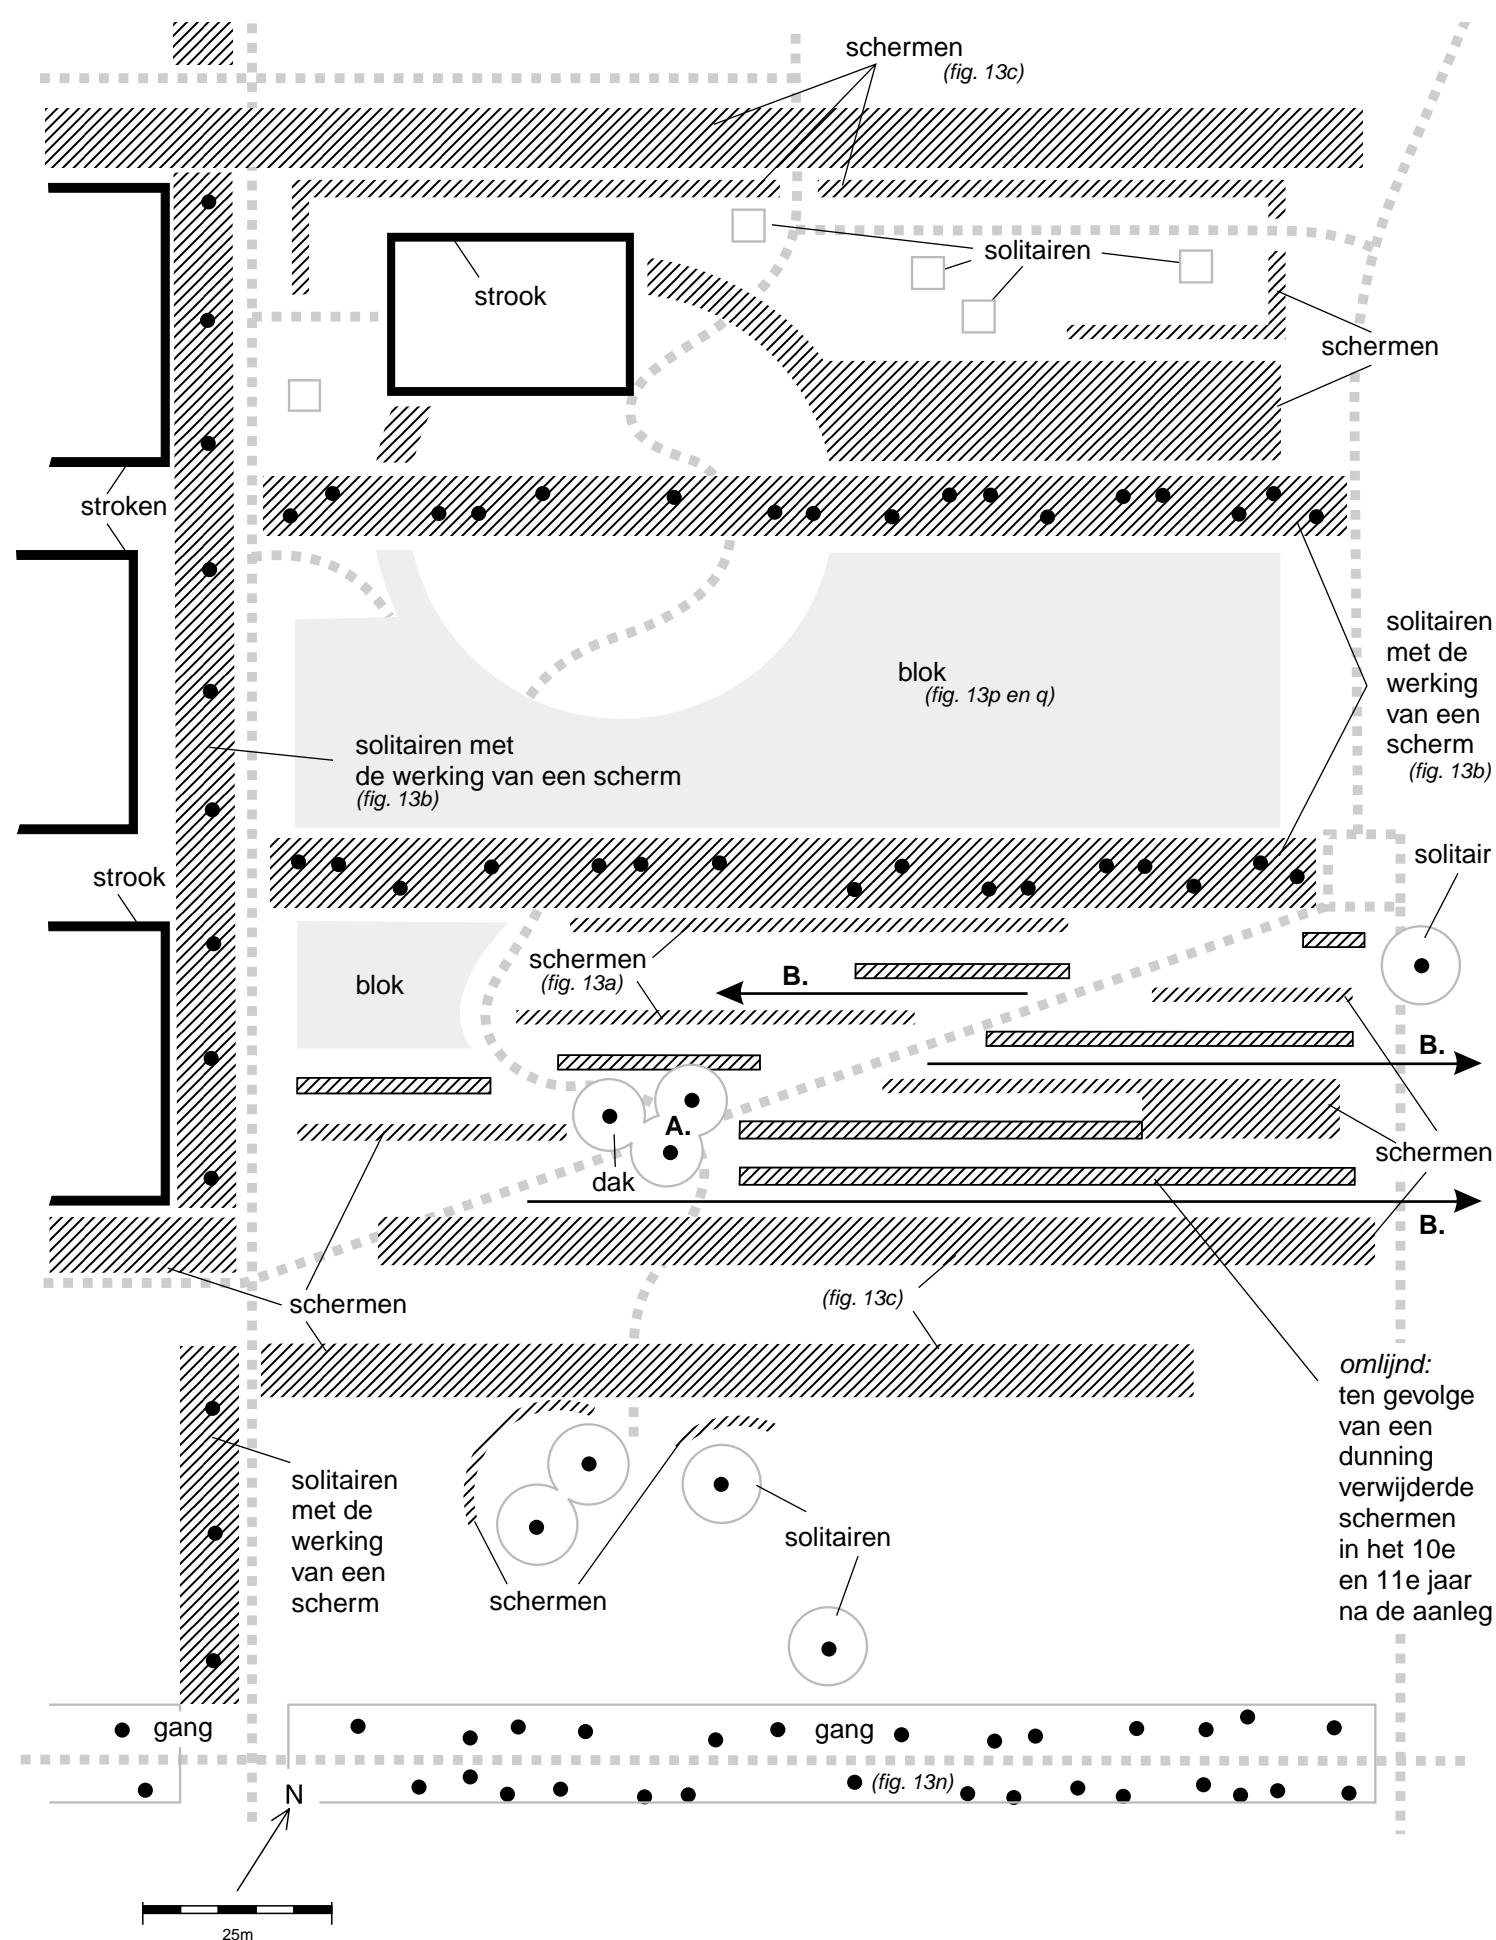 schermen
(fig. 13c)
solitairen
strook
schermen
stroken
solitairen
met de
werking
van een
scherm
(fig. 13b)
blok
(fig. 13p en q)
solitairen met
de werking van een scherm
(fig. 13b)
solitair
strook
schermen
(fig. 13a)
B.
blok
B.
A.
schermen
dak
B.
schermen
(fig. 13c)
omlijnd:
ten gevolge
van een
dunning
verwijderde
schermen
in het 10e
en 11e jaar
na de aanleg
solitairen
met de
werking
van een
scherm
solitairen
schermen
gang
gang
(fig. 13n)
N
25m